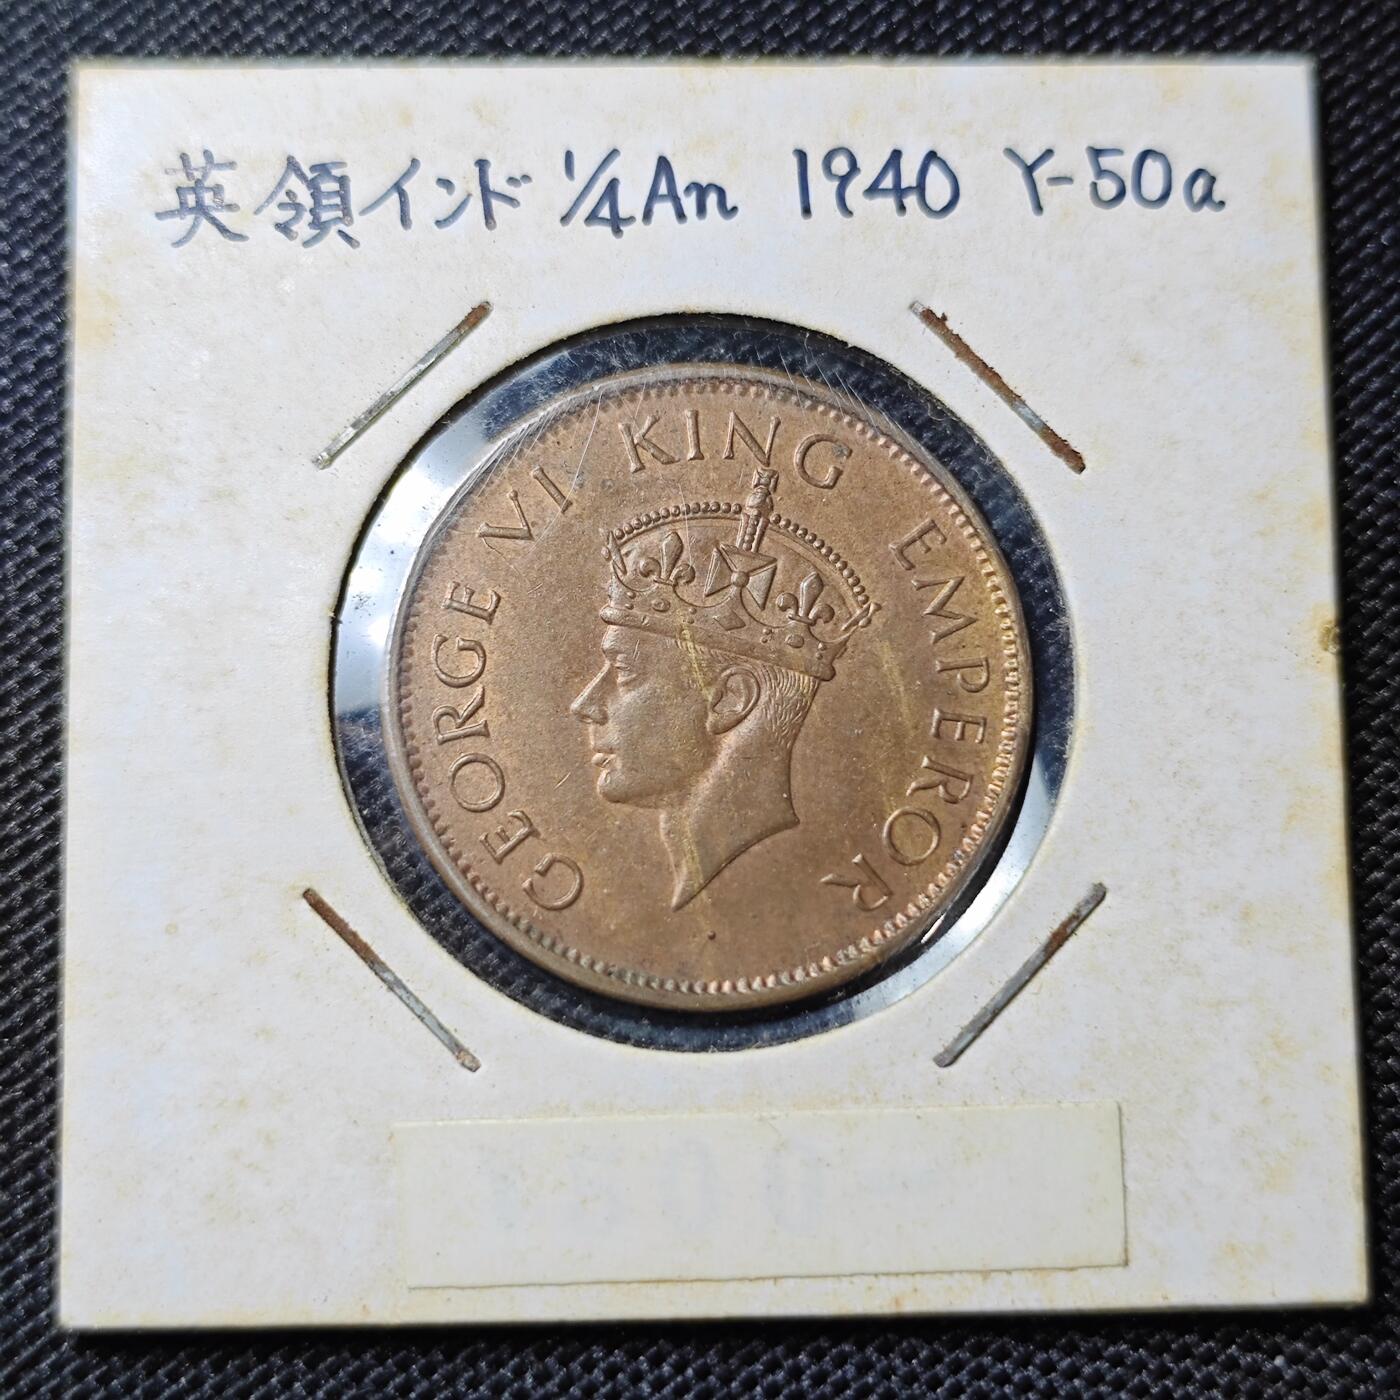 英領インド 1/4An 1940 Y-50a
GEORGE VI KING EMPEROR